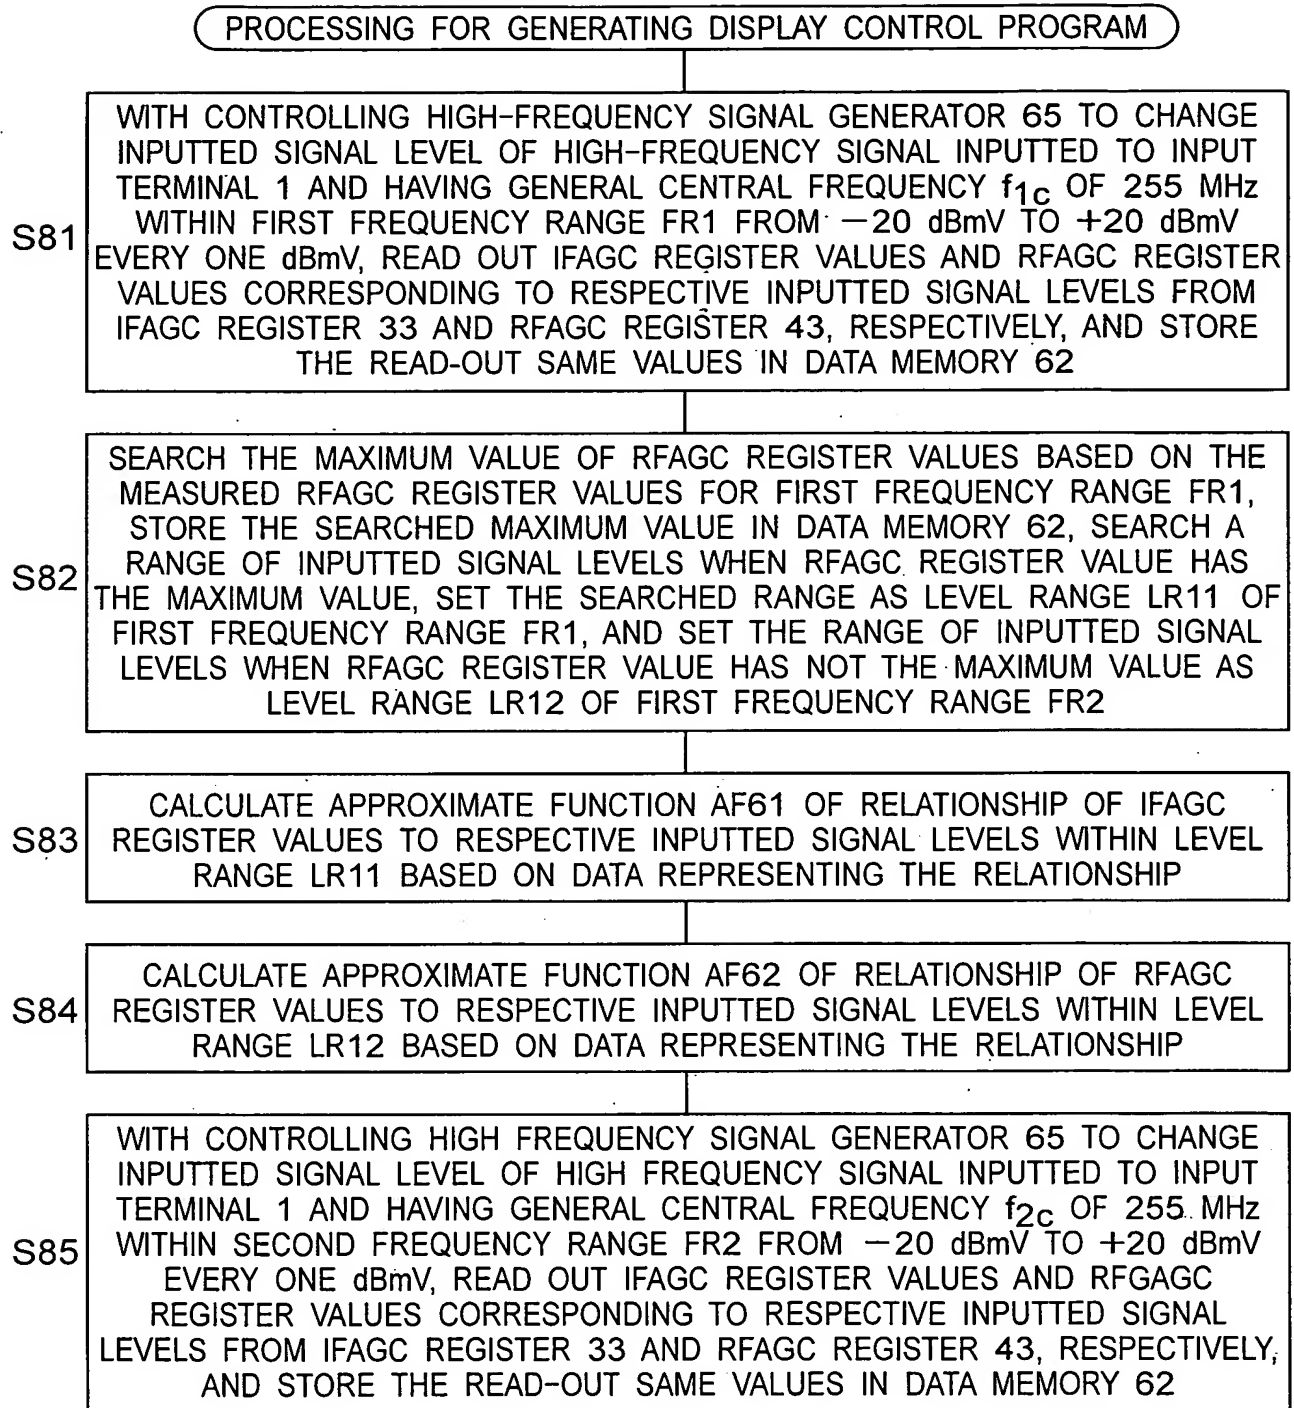 PROCESSING FOR GENERATING DISPLAY CONTROL PROGRAM
S81
WITH CONTROLLING HIGH-FREQUENCY SIGNAL GENERATOR 65 TO CHANGE
INPUTTED SIGNAL LEVEL OF HIGH-FREQUENCY SIGNAL INPUTTED TO INPUT
TERMINAL 1 AND HAVING GENERAL CENTRAL FREQUENCY f1c OF 255 MHz
WITHIN FIRST FREQUENCY RANGE FR1 FROM −20 dBmV TO +20 dBmV
EVERY ONE dBmV, READ OUT IFAGC REGISTER VALUES AND RFAGC REGISTER
VALUES CORRESPONDING TO RESPECTIVE INPUTTED SIGNAL LEVELS FROM
IFAGC REGISTER 33 AND RFAGC REGISTER 43, RESPECTIVELY, AND STORE
THE READ-OUT SAME VALUES IN DATA MEMORY 62
S82
SEARCH THE MAXIMUM VALUE OF RFAGC REGISTER VALUES BASED ON THE
MEASURED RFAGC REGISTER VALUES FOR FIRST FREQUENCY RANGE FR1,
STORE THE SEARCHED MAXIMUM VALUE IN DATA MEMORY 62, SEARCH A
RANGE OF INPUTTED SIGNAL LEVELS WHEN RFAGC REGISTER VALUE HAS
THE MAXIMUM VALUE, SET THE SEARCHED RANGE AS LEVEL RANGE LR11 OF
FIRST FREQUENCY RANGE FR1, AND SET THE RANGE OF INPUTTED SIGNAL
LEVELS WHEN RFAGC REGISTER VALUE HAS NOT THE MAXIMUM VALUE AS
LEVEL RANGE LR12 OF FIRST FREQUENCY RANGE FR2
S83
CALCULATE APPROXIMATE FUNCTION AF61 OF RELATIONSHIP OF IFAGC
REGISTER VALUES TO RESPECTIVE INPUTTED SIGNAL LEVELS WITHIN LEVEL
RANGE LR11 BASED ON DATA REPRESENTING THE RELATIONSHIP
S84
CALCULATE APPROXIMATE FUNCTION AF62 OF RELATIONSHIP OF RFAGC
REGISTER VALUES TO RESPECTIVE INPUTTED SIGNAL LEVELS WITHIN LEVEL
RANGE LR12 BASED ON DATA REPRESENTING THE RELATIONSHIP
S85
WITH CONTROLLING HIGH FREQUENCY SIGNAL GENERATOR 65 TO CHANGE
INPUTTED SIGNAL LEVEL OF HIGH FREQUENCY SIGNAL INPUTTED TO INPUT
TERMINAL 1 AND HAVING GENERAL CENTRAL FREQUENCY f2c OF 255 MHz
WITHIN SECOND FREQUENCY RANGE FR2 FROM −20 dBmV TO +20 dBmV
EVERY ONE dBmV, READ OUT IFAGC REGISTER VALUES AND RFGAGC
REGISTER VALUES CORRESPONDING TO RESPECTIVE INPUTTED SIGNAL
LEVELS FROM IFAGC REGISTER 33 AND RFAGC REGISTER 43, RESPECTIVELY,
AND STORE THE READ-OUT SAME VALUES IN DATA MEMORY 62